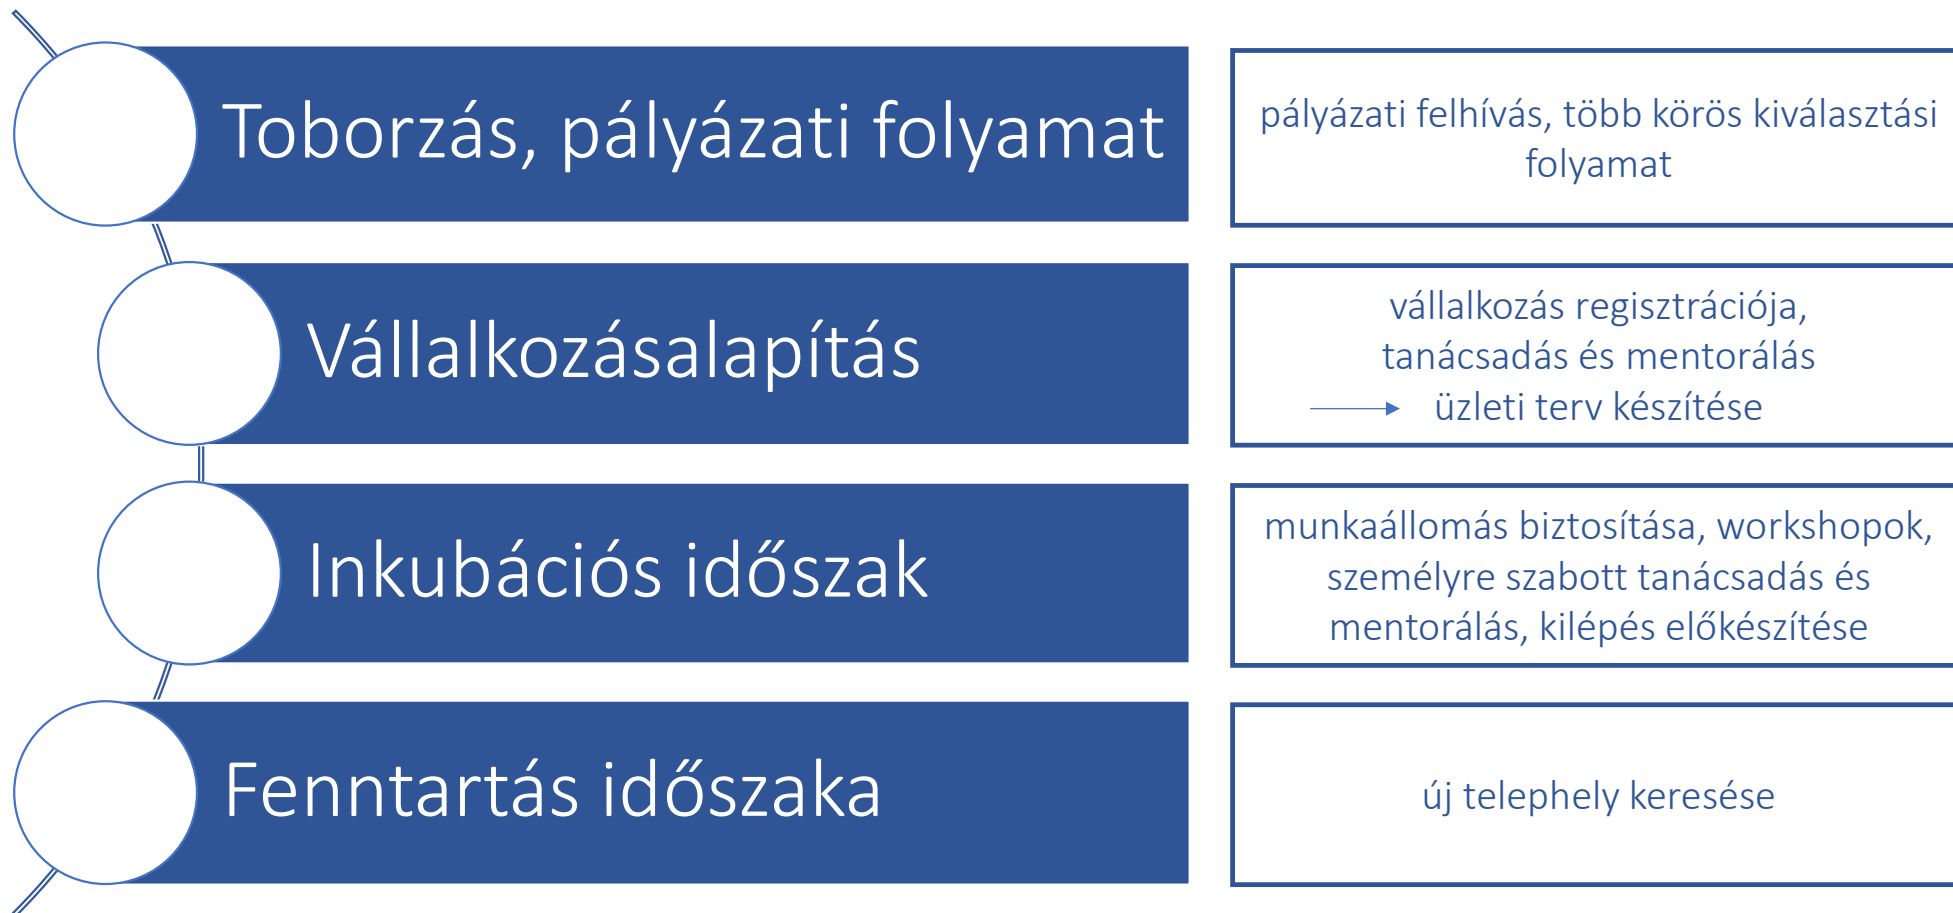 Toborzás, pályázati folyamat
pályázati felhívás, több körös kiválasztási
folyamat
Vállalkozásalapítás
vállalkozás regisztrációja,
tanácsadás és mentorálás
üzleti terv készítése
Inkubációs időszak
munkaállomás biztosítása, workshopok,
személyre szabott tanácsadás és
mentorálás, kilépés előkészítése
Fenntartás időszaka
új telephely keresése